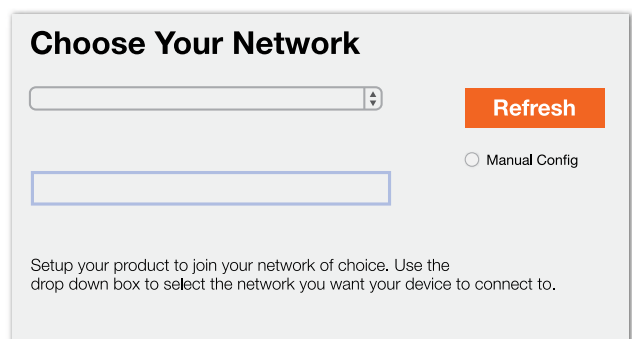 Choose Your Network
Refresh
Manual Config
Setup your product to join your network of choice. Use the
drop down box to select the network you want your device to connect to.